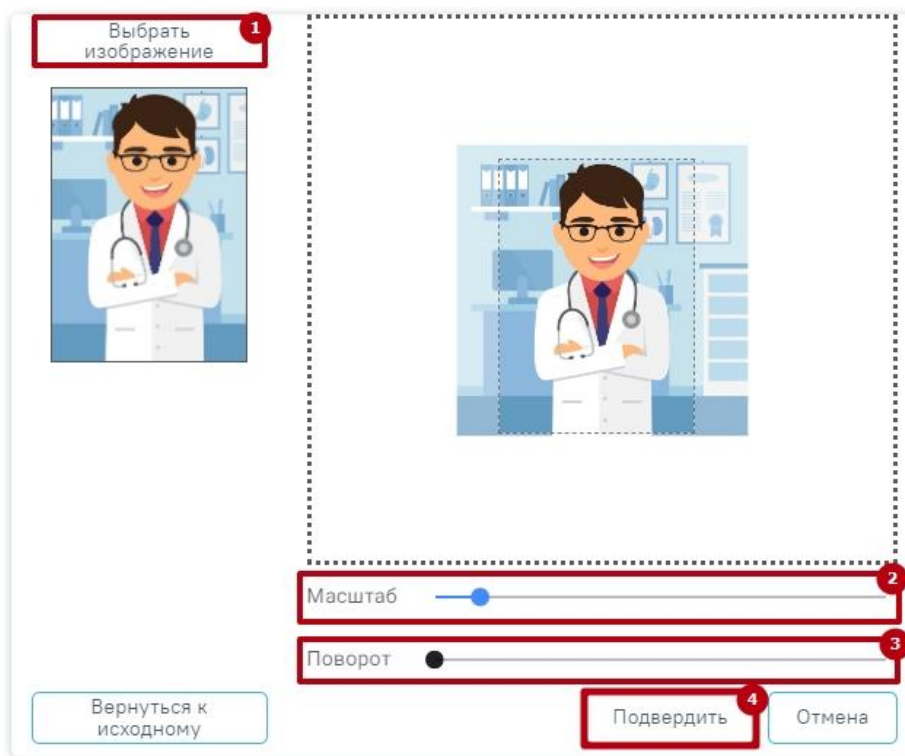 Выбрать
изображение
1
Масштаб
2
Поворот
3
Вернуться к
исходному
Подвердить
4
Отмена